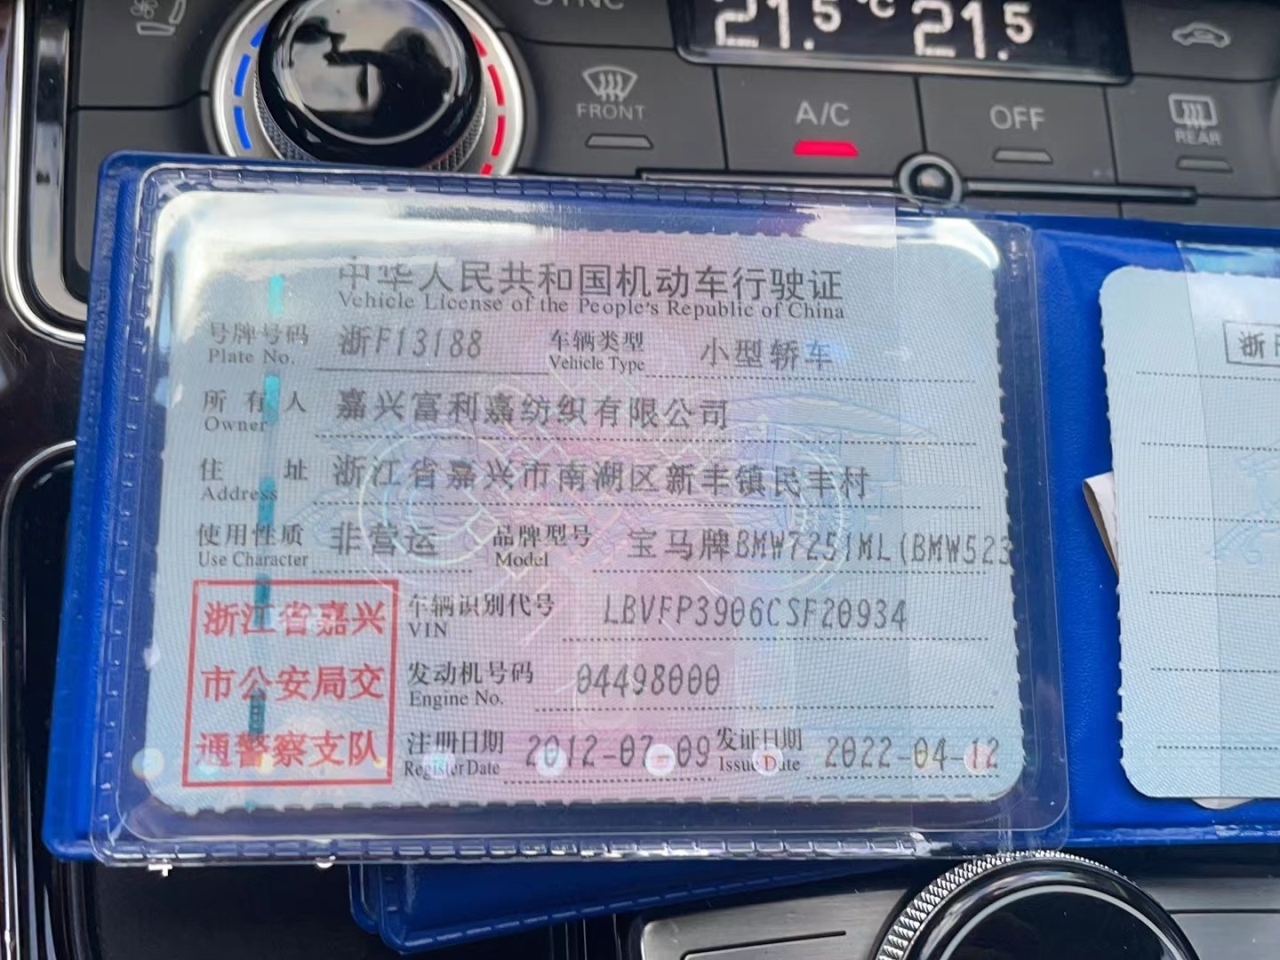 SYNC
21.5°C 21.5
FRONT
A/C
OFF
REAR
中华人民共和国机动车行驶证
Vehicle License of the People's Republic of China
号牌号码 浙F13188 车辆类型 小型轿车
Plate No. Vehicle Type
所有人 嘉兴富利嘉纺织有限公司
Owner
住址 浙江省嘉兴市南湖区新丰镇民丰村
Address
使用性质 非营运 品牌型号 宝马牌BMW7251ML(BMW523
Use Character Model
浙江省嘉兴
市公安局交
通警察支队
车辆识别代号 LBVFP3906CSF20934
VIN
发动机号码 04498000
Engine No.
注册日期 2012-07-09 发证日期 2022-04-12
Register Date Issue Date
浙F